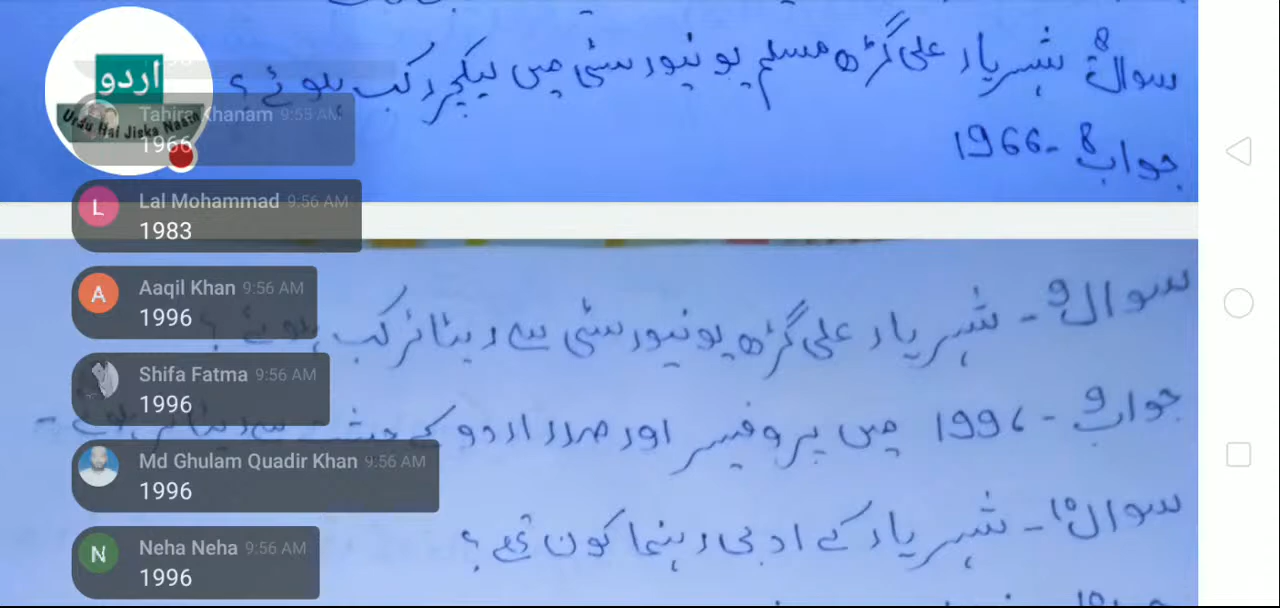 سوال 8 شہریار علی گڑھ مسلم یونیورسٹی میں لیکچرر کب ہوئے ؟
جواب 8 - 1966
سوال 9 - شہریار علی گڑھ یونیورسٹی سے ریٹائر کب ہوئے ؟
جواب 9 - 1996 میں پروفیسر اور صدر اردو کے حیثیت سے ریٹائر ہوئے -
سوال 10 - شہریار کے ادبی رہنما کون تھے ؟
اردو
Urdu Hai Jiska Naam
Tahira Khanam 9:55 AM
1966
L Lal Mohammad 9:56 AM
1983
A Aaqil Khan 9:56 AM
1996
Shifa Fatma 9:56 AM
1996
Md Ghulam Quadir Khan 9:56 AM
1996
N Neha Neha 9:56 AM
1996